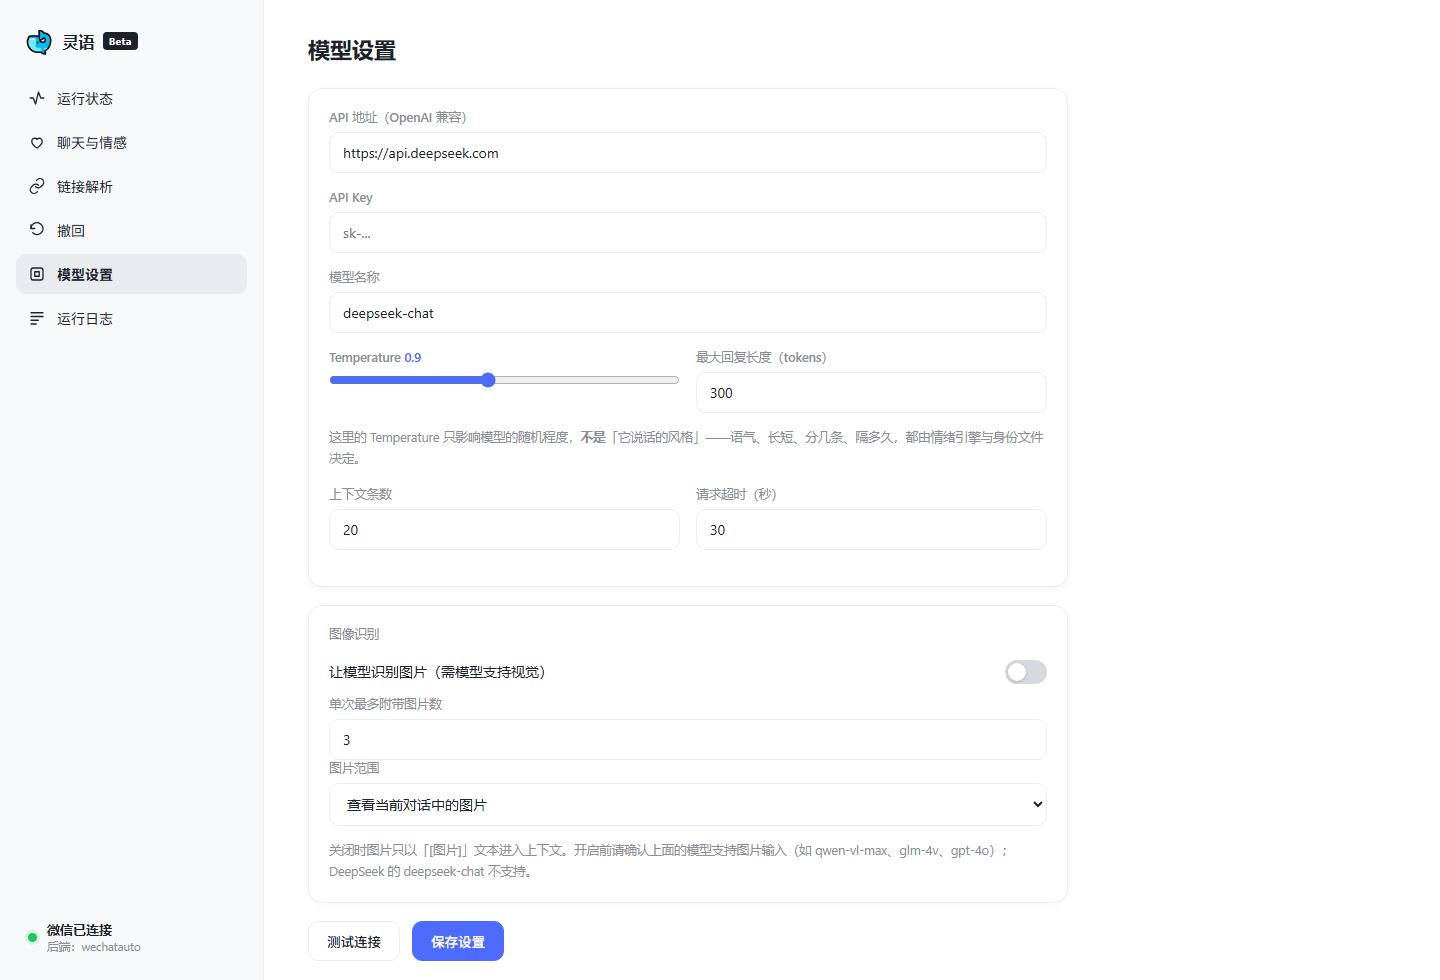 灵语 Beta
运行状态
聊天与情感
链接解析
撤回
模型设置
运行日志
微信已连接
后端：wechatauto
模型设置
API 地址（OpenAI 兼容）
https://api.deepseek.com
API Key
sk-...
模型名称
deepseek-chat
Temperature 0.9
最大回复长度（tokens）
300
这里的 Temperature 只影响模型的随机程度，不是「它说话的风格」——语气、长短、分几条、隔多久，都由情绪引擎与身份文件
决定。
上下文条数
请求超时（秒）
20
30
图像识别
让模型识别图片（需模型支持视觉）
单次最多附带图片数
3
图片范围
查看当前对话中的图片
关闭时图片只以「[图片]」文本进入上下文。开启前请确认上面的模型支持图片输入（如 qwen-vl-max、glm-4v、gpt-4o）；
DeepSeek 的 deepseek-chat 不支持。
测试连接
保存设置